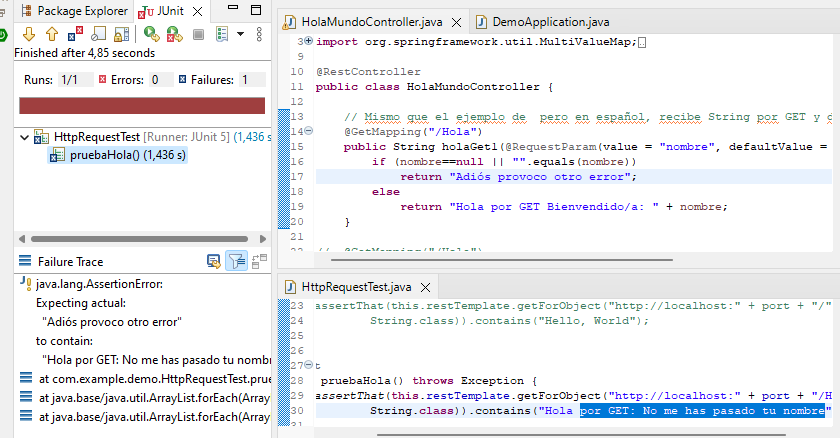 Package Explorer
JUnit
Finished after 4,85 seconds
Runs: 1/1
Errors: 0
Failures: 1
HttpRequestTest [Runner: JUnit 5] (1,436 s)
pruebaHola() (1,436 s)
Failure Trace
java.lang.AssertionError:
Expecting actual:
"Adiós provoco otro error"
to contain:
"Hola por GET: No me has pasado tu nombr
at com.example.demo.HttpRequestTest.prue
at java.base/java.util.ArrayList.forEach(Arra
at java.base/java.util.ArrayList.forEach(Arra
HolaMundoController.java
DemoApplication.java
3 import org.springframework.util.MultiValueMap;
9
10 @RestController
11 public class HolaMundoController {
12
13 // Mismo que el ejemplo de  pero en español, recibe String por GET y d
14 @GetMapping("/Hola")
15 public String holaGet1(@RequestParam(value = "nombre", defaultValue =
16 if (nombre==null || "".equals(nombre))
17 return "Adiós provoco otro error";
18 else
19 return "Hola por GET Bienvenido/a: " + nombre;
20 }
21
22 // @GetMapping("/Hola")
HttpRequestTest.java
23 assertThat(this.restTemplate.getForObject("http://localhost:" + port + "/"
24 String.class)).contains("Hello, World");
25
26
27 t
28 pruebaHola() throws Exception {
29 assertThat(this.restTemplate.getForObject("http://localhost:" + port + "/H
30 String.class)).contains("Hola por GET: No me has pasado tu nombre"